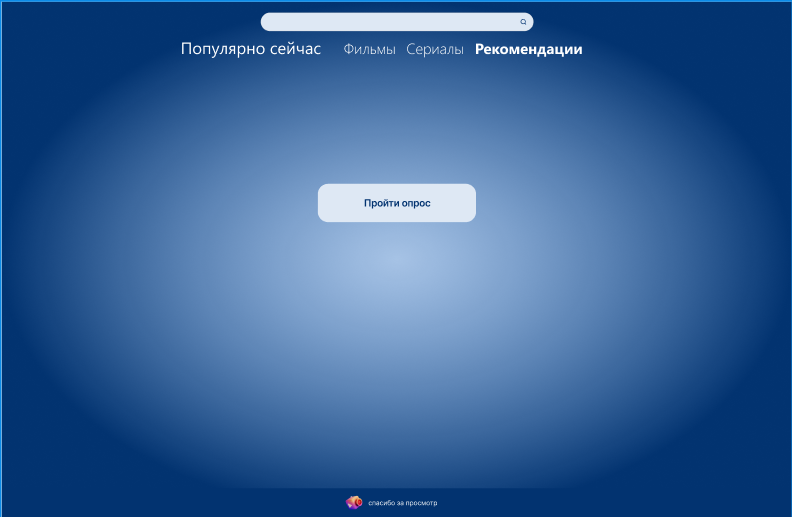 Популярно сейчас Фильмы Сериалы Рекомендации
Пройти опрос
спасибо за просмотр